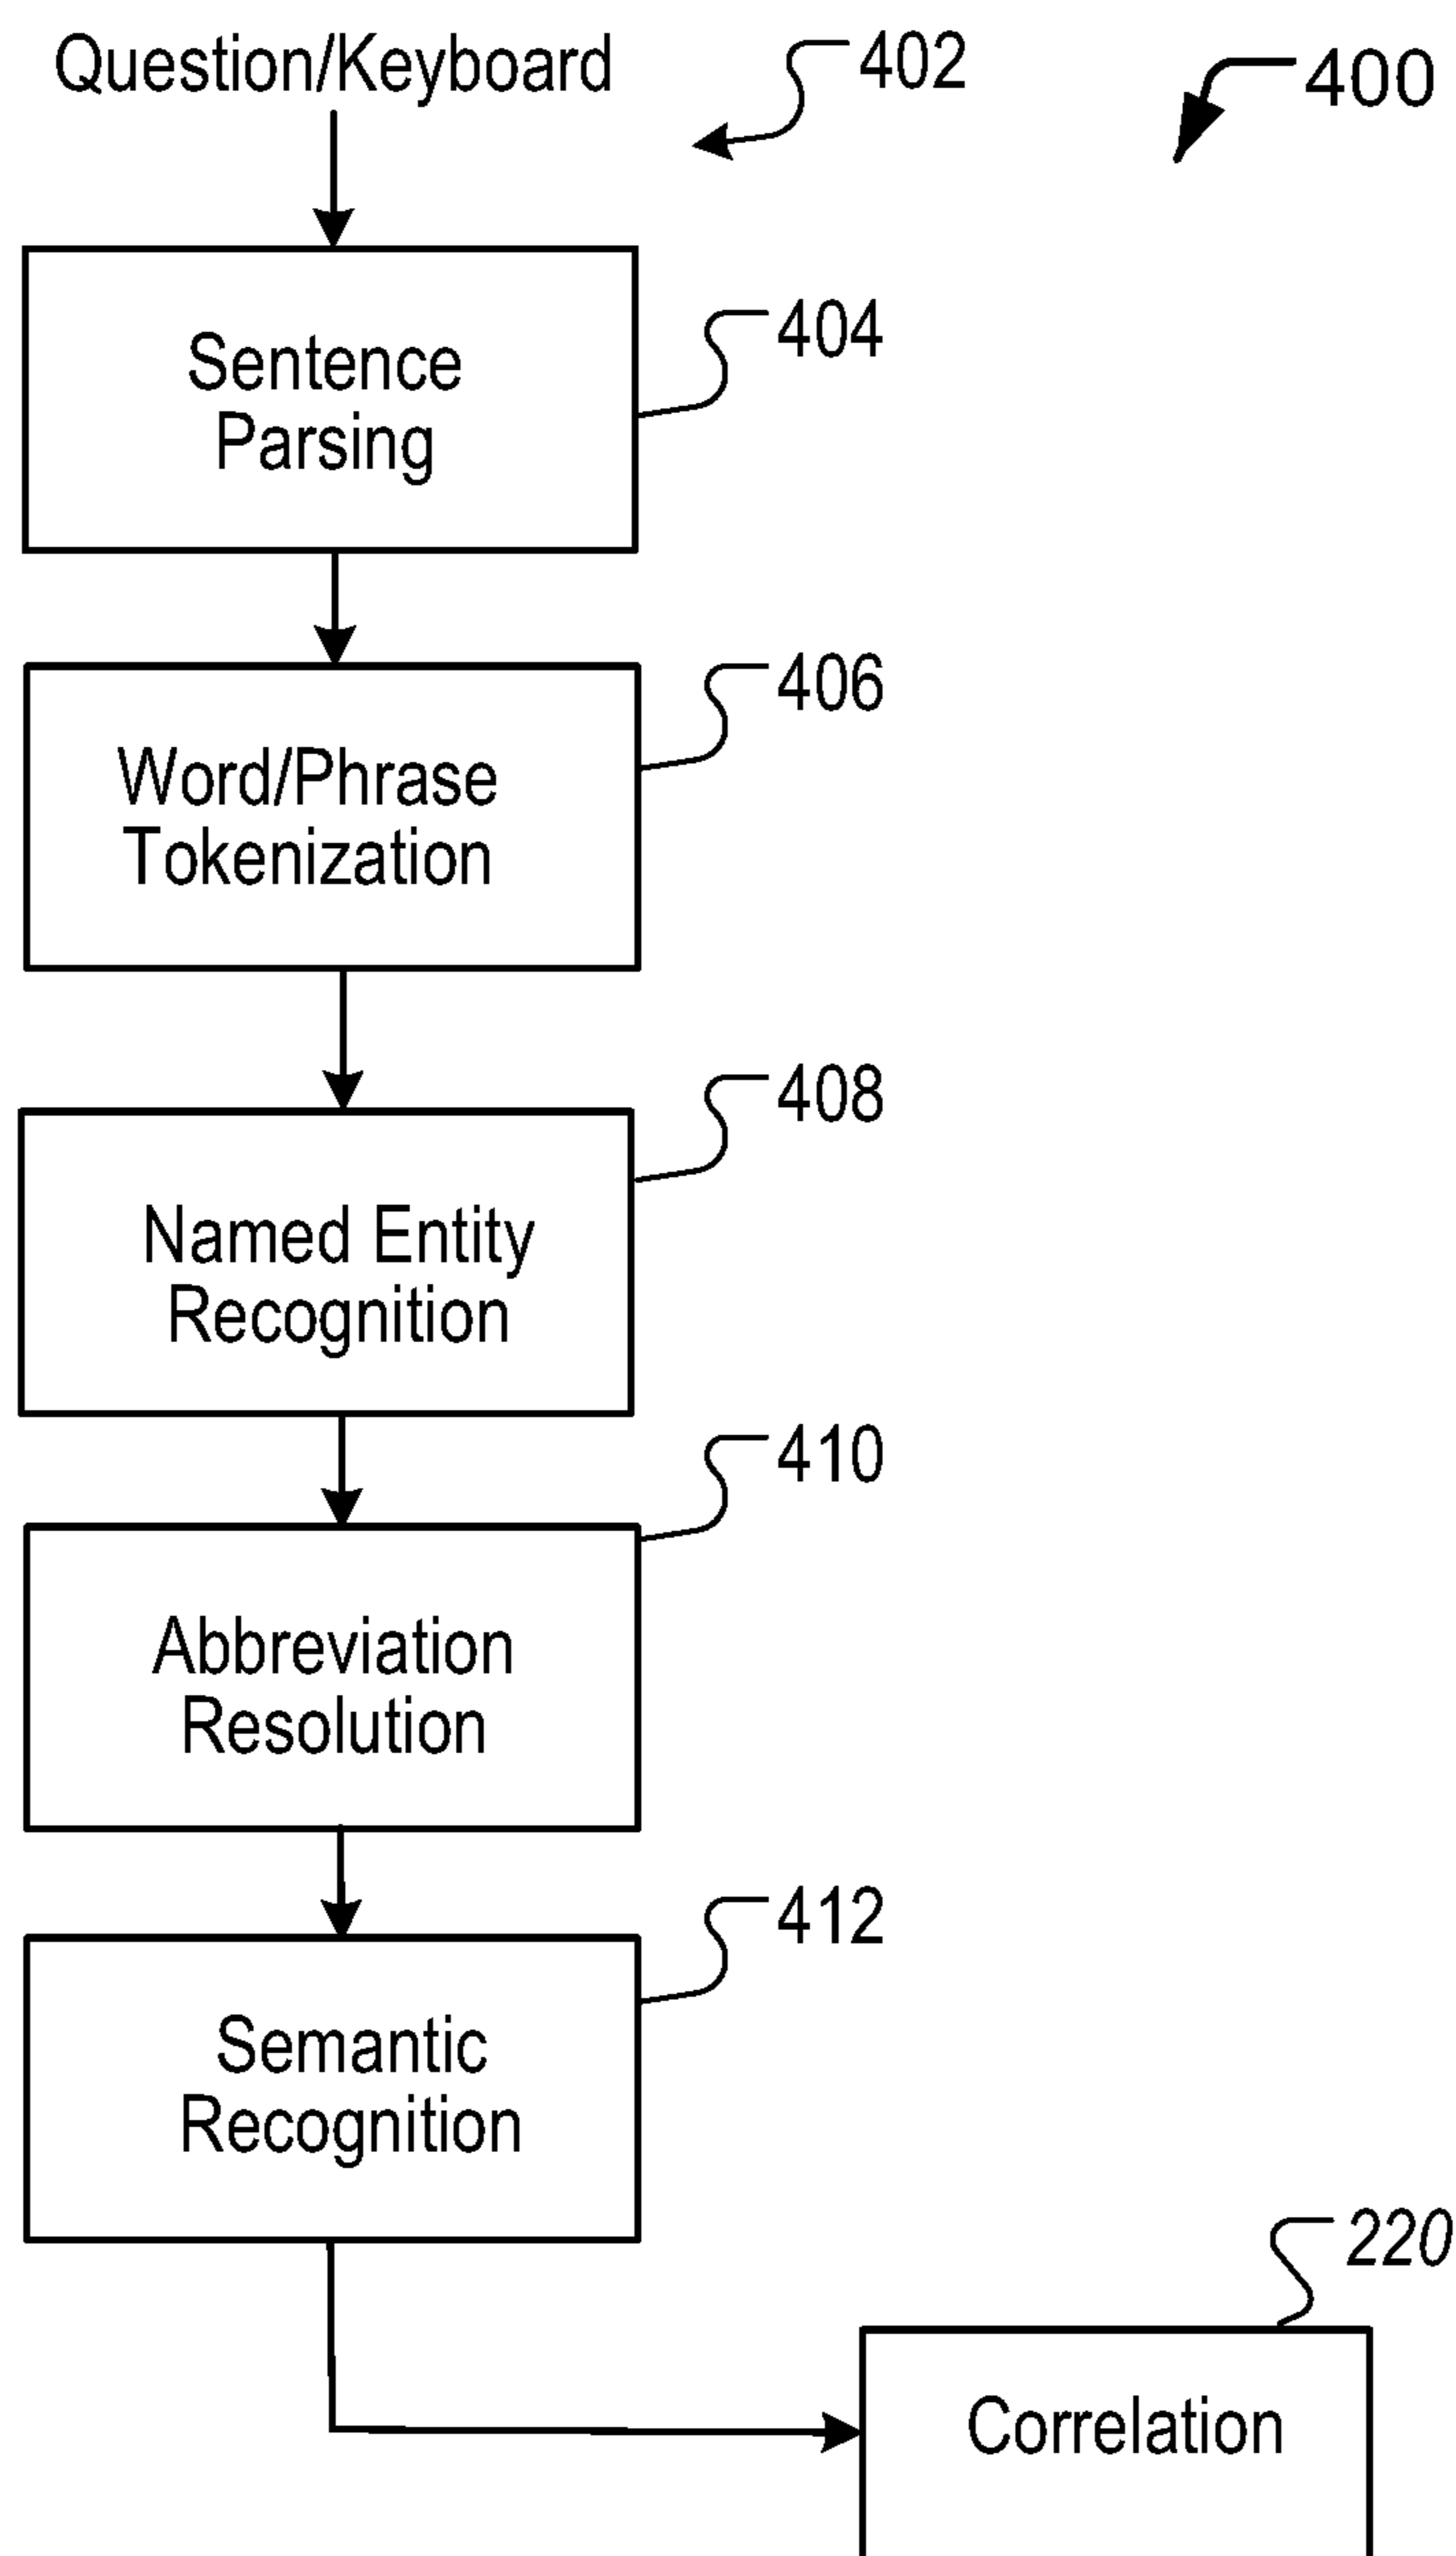 Question/Keyboard
402
400
Sentence
Parsing
404
Word/Phrase
Tokenization
406
Named Entity
Recognition
408
Abbreviation
Resolution
410
Semantic
Recognition
412
Correlation
220